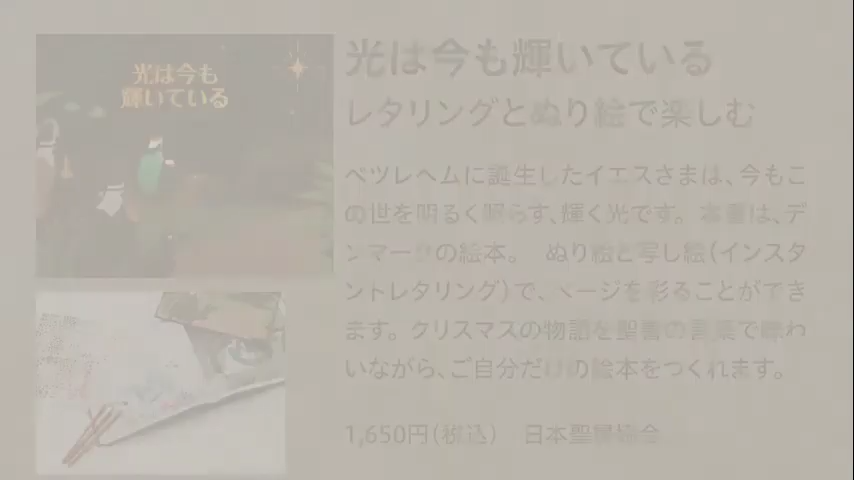 光は今も
輝いている
光は今も輝いている
レタリングとぬり絵で楽しむ
ベツレヘムに誕生したイエスさまは、今もこ
の世を明るく照らす、輝く光です。本書は、デ
ンマークの絵本。 ぬり絵と写し絵(インスタ
ントレタリング)で、ページを彩ることができ
ます。クリスマスの物語を聖書の言葉で味わ
いながら、ご自分だけの絵本をつくれます。
1,650円(税込) 日本聖書協会